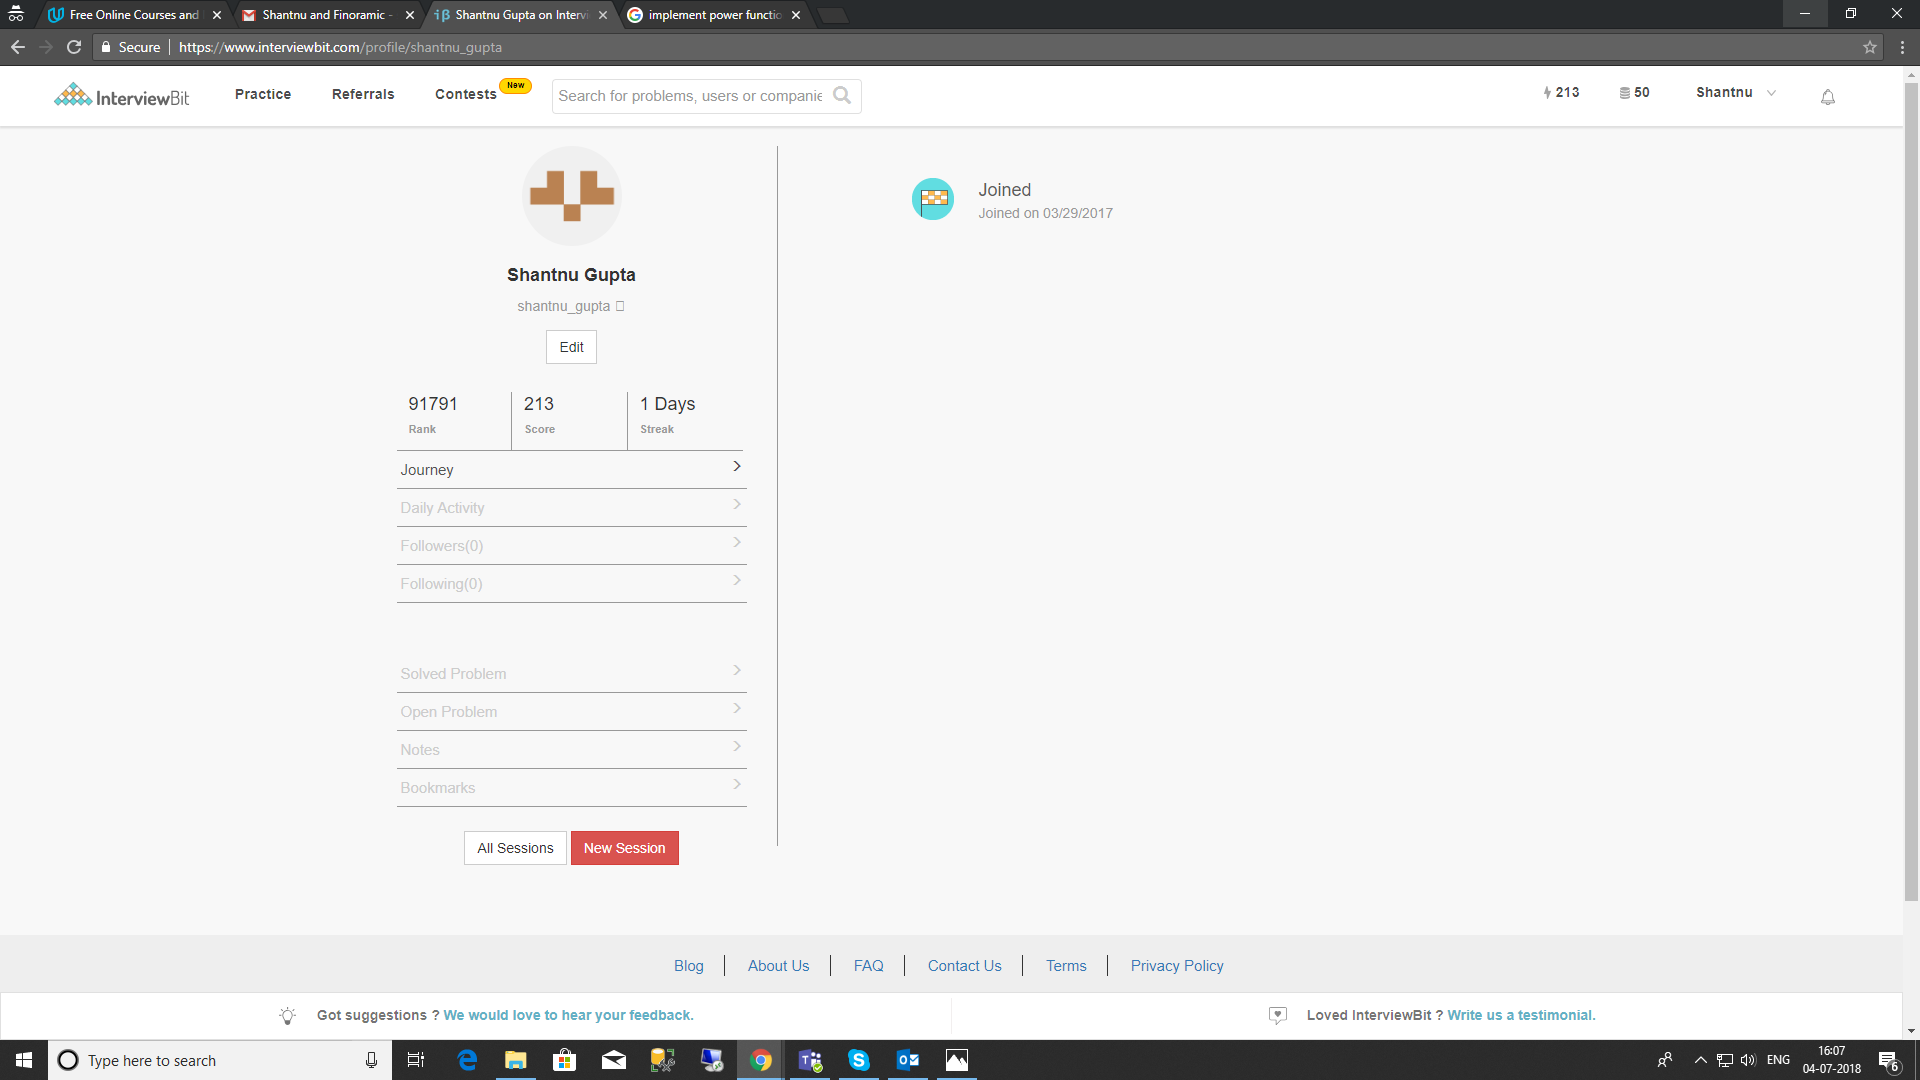 Free Online Courses and
Shantnu and Finoramic -
Shantnu Gupta on Intervi
implement power functio
Secure
https://www.interviewbit.com/profile/shantnu_gupta
InterviewBit
Practice
Referrals
Contests
New
Search for problems, users or companie
213
50
Shantnu
Joined
Joined on 03/29/2017
Shantnu Gupta
shantnu_gupta
Edit
91791
Rank
213
Score
1 Days
Streak
Journey
Daily Activity
Followers(0)
Following(0)
Solved Problem
Open Problem
Notes
Bookmarks
All Sessions
New Session
Blog
About Us
FAQ
Contact Us
Terms
Privacy Policy
Got suggestions ? We would love to hear your feedback.
Loved InterviewBit ? Write us a testimonial.
Type here to search
ENG
16:07
04-07-2018
6